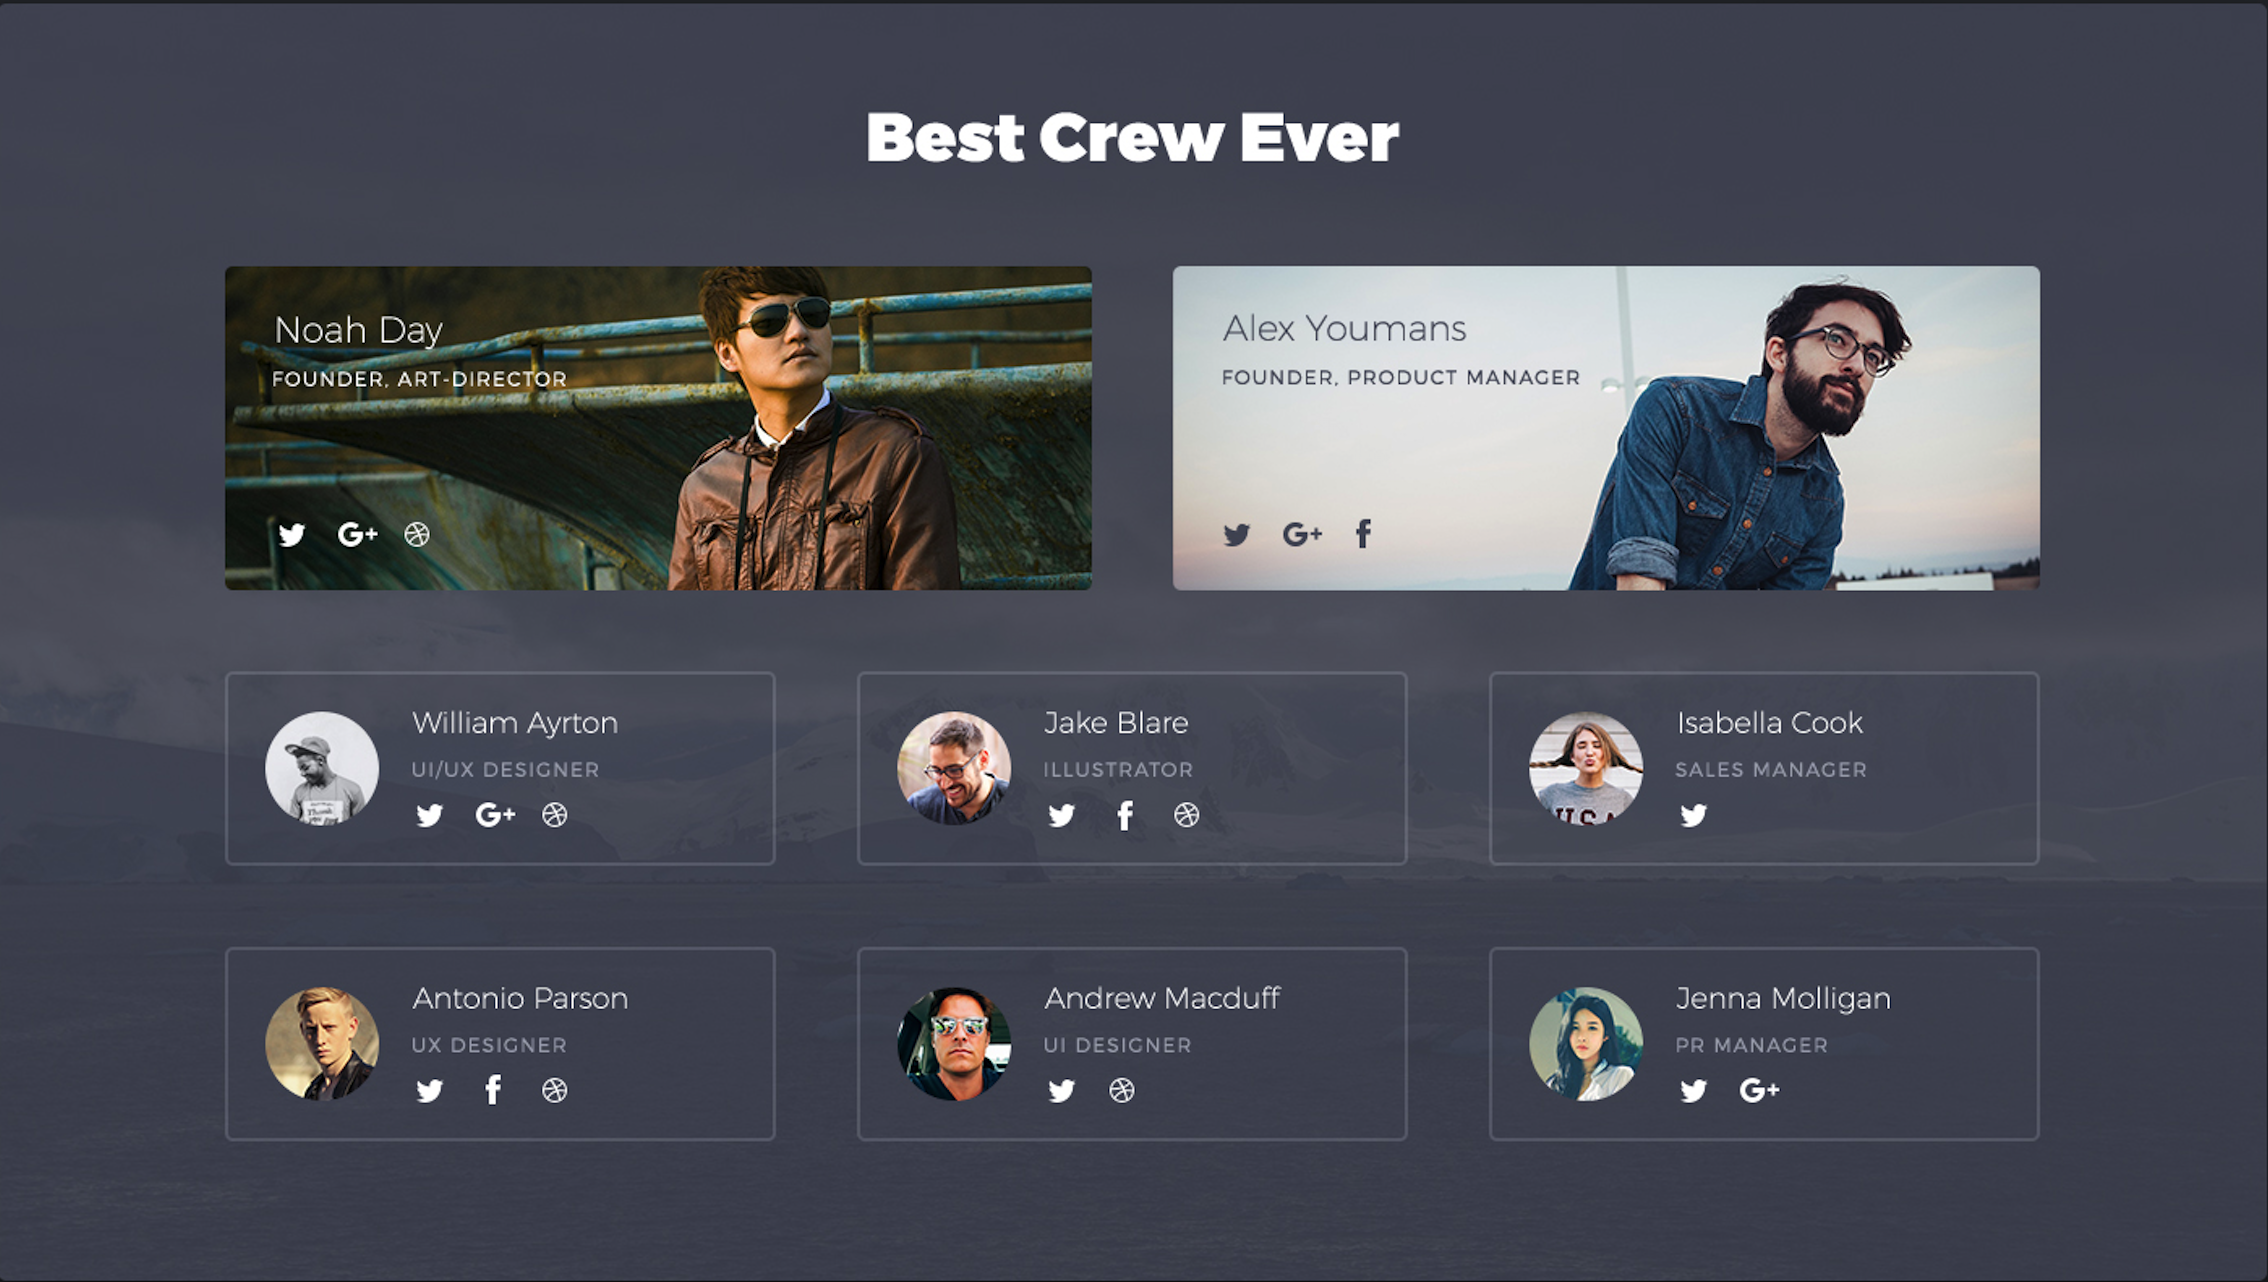 Best Crew Ever
Noah Day
FOUNDER, ART-DIRECTOR
G+
Alex Youmans
FOUNDER, PRODUCT MANAGER
G+ f
William Ayrton
UI/UX DESIGNER
G+
Jake Blare
ILLUSTRATOR
f
Isabella Cook
SALES MANAGER
USA
Antonio Parson
UX DESIGNER
f
Andrew Macduff
UI DESIGNER
Jenna Molligan
PR MANAGER
G+